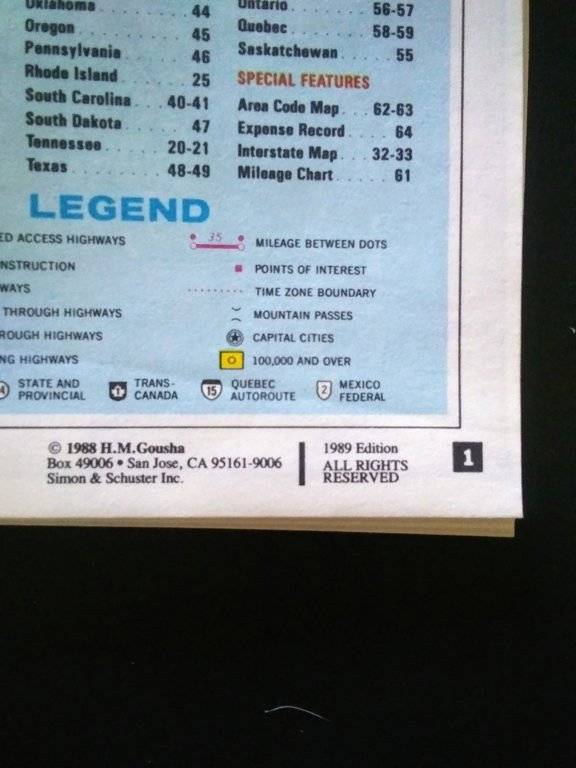 Oklahoma 44
Oregon 45
Pennsylvania 46
Rhode Island 25
South Carolina 40-41
South Dakota 47
Tennessee 20-21
Texas 48-49
Ontario 56-57
Quebec 58-59
Saskatchewan 55
SPECIAL FEATURES
Area Code Map 62-63
Expense Record 64
Interstate Map 32-33
Mileage Chart 61
LEGEND
ED ACCESS HIGHWAYS
NSTRUCTION
WAYS
THROUGH HIGHWAYS
ROUGH HIGHWAYS
NG HIGHWAYS
35 MILEAGE BETWEEN DOTS
POINTS OF INTEREST
TIME ZONE BOUNDARY
MOUNTAIN PASSES
CAPITAL CITIES
100,000 AND OVER
4 STATE AND
PROVINCIAL
1 TRANS-
CANADA
15 QUEBEC
AUTOROUTE
2 MEXICO
FEDERAL
© 1988 H.M.Gousha
Box 49006 • San Jose, CA 95161-9006
Simon & Schuster Inc.
1989 Edition
ALL RIGHTS
RESERVED
1